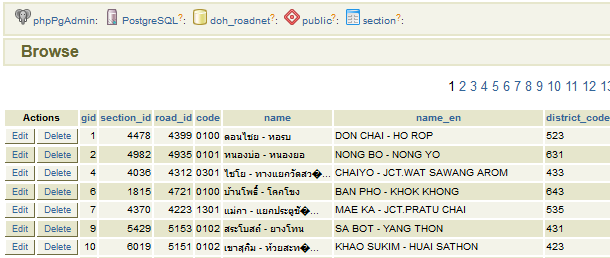 phpPgAdmin: PostgreSQL?: doh_roadnet?: public?: section?:
Browse
1 2 3 4 5 6 7 8 9 10 11 12 13
Actions gid section_id road_id code name name_en district_code
Edit Delete 1 4478 4399 0100 ดอนไชย - หอรบ DON CHAI - HO ROP 523
Edit Delete 2 4982 4935 0101 หนองบ่อ - หนองยอ NONG BO - NONG YO 631
Edit Delete 4 4036 4312 0301 ไชโย - ทางแยกวัดสว�... CHAIYO - JCT.WAT SAWANG AROM 433
Edit Delete 6 1815 4721 0100 บ้านโพธิ์ - โคกโขง BAN PHO - KHOK KHONG 643
Edit Delete 7 4370 4223 1301 แม่กา - แยกประตูชั�... MAE KA - JCT.PRATU CHAI 535
Edit Delete 9 5429 5153 0102 สระโบสถ์ - ยางโทน SA BOT - YANG THON 431
Edit Delete 10 6019 5151 0102 เขาสุกิม - ห้วยสะท�... KHAO SUKIM - HUAI SATHON 423